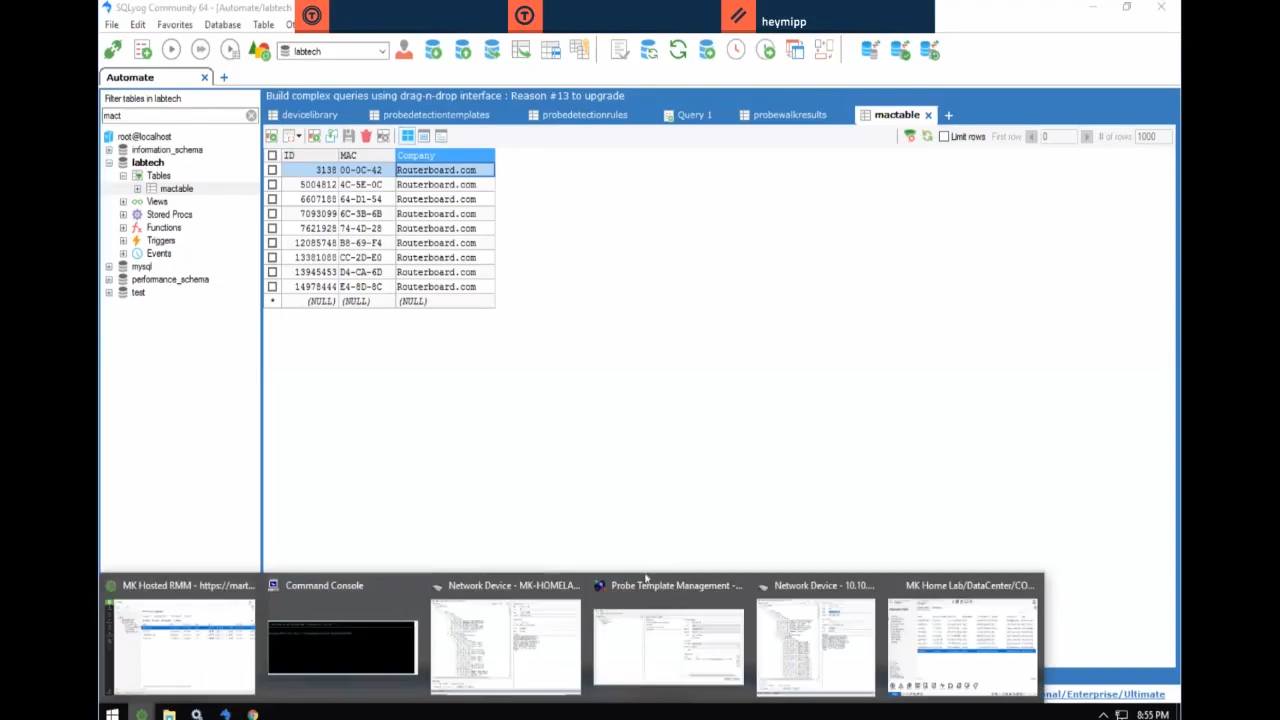 SQLyog Community 64 - [Automate/labtech
heymipp
File Edit Favorites Database Table
labtech
Automate
Filter tables in labtech
mact
Build complex queries using drag-n-drop interface : Reason #13 to upgrade
devicelibrary probedetectiontemplates probedetectionrules Query 1 probewalkresults mactable
Limit rows First row 0 # of rows 1000
root@localhost
information_schema
labtech
Tables
mactable
Views
Stored Procs
Functions
Triggers
Events
mysql
performance_schema
test
ID MAC Company
3138 00-0C-42 Routerboard.com
5004812 4C-5E-0C Routerboard.com
6607188 64-D1-54 Routerboard.com
7093099 6C-3B-6B Routerboard.com
7621928 74-4D-28 Routerboard.com
12085748 B8-69-F4 Routerboard.com
13381088 CC-2D-E0 Routerboard.com
13945453 D4-CA-6D Routerboard.com
14978444 E4-8D-8C Routerboard.com
* (NULL) (NULL) (NULL)
MK Hosted RMM - https://mart... Command Console Network Device - MK-HOMELA... Probe Template Management -... Network Device - 10.10.... MK Home Lab/DataCenter/CO...
nal/Enterprise/Ultimate
8:55 PM